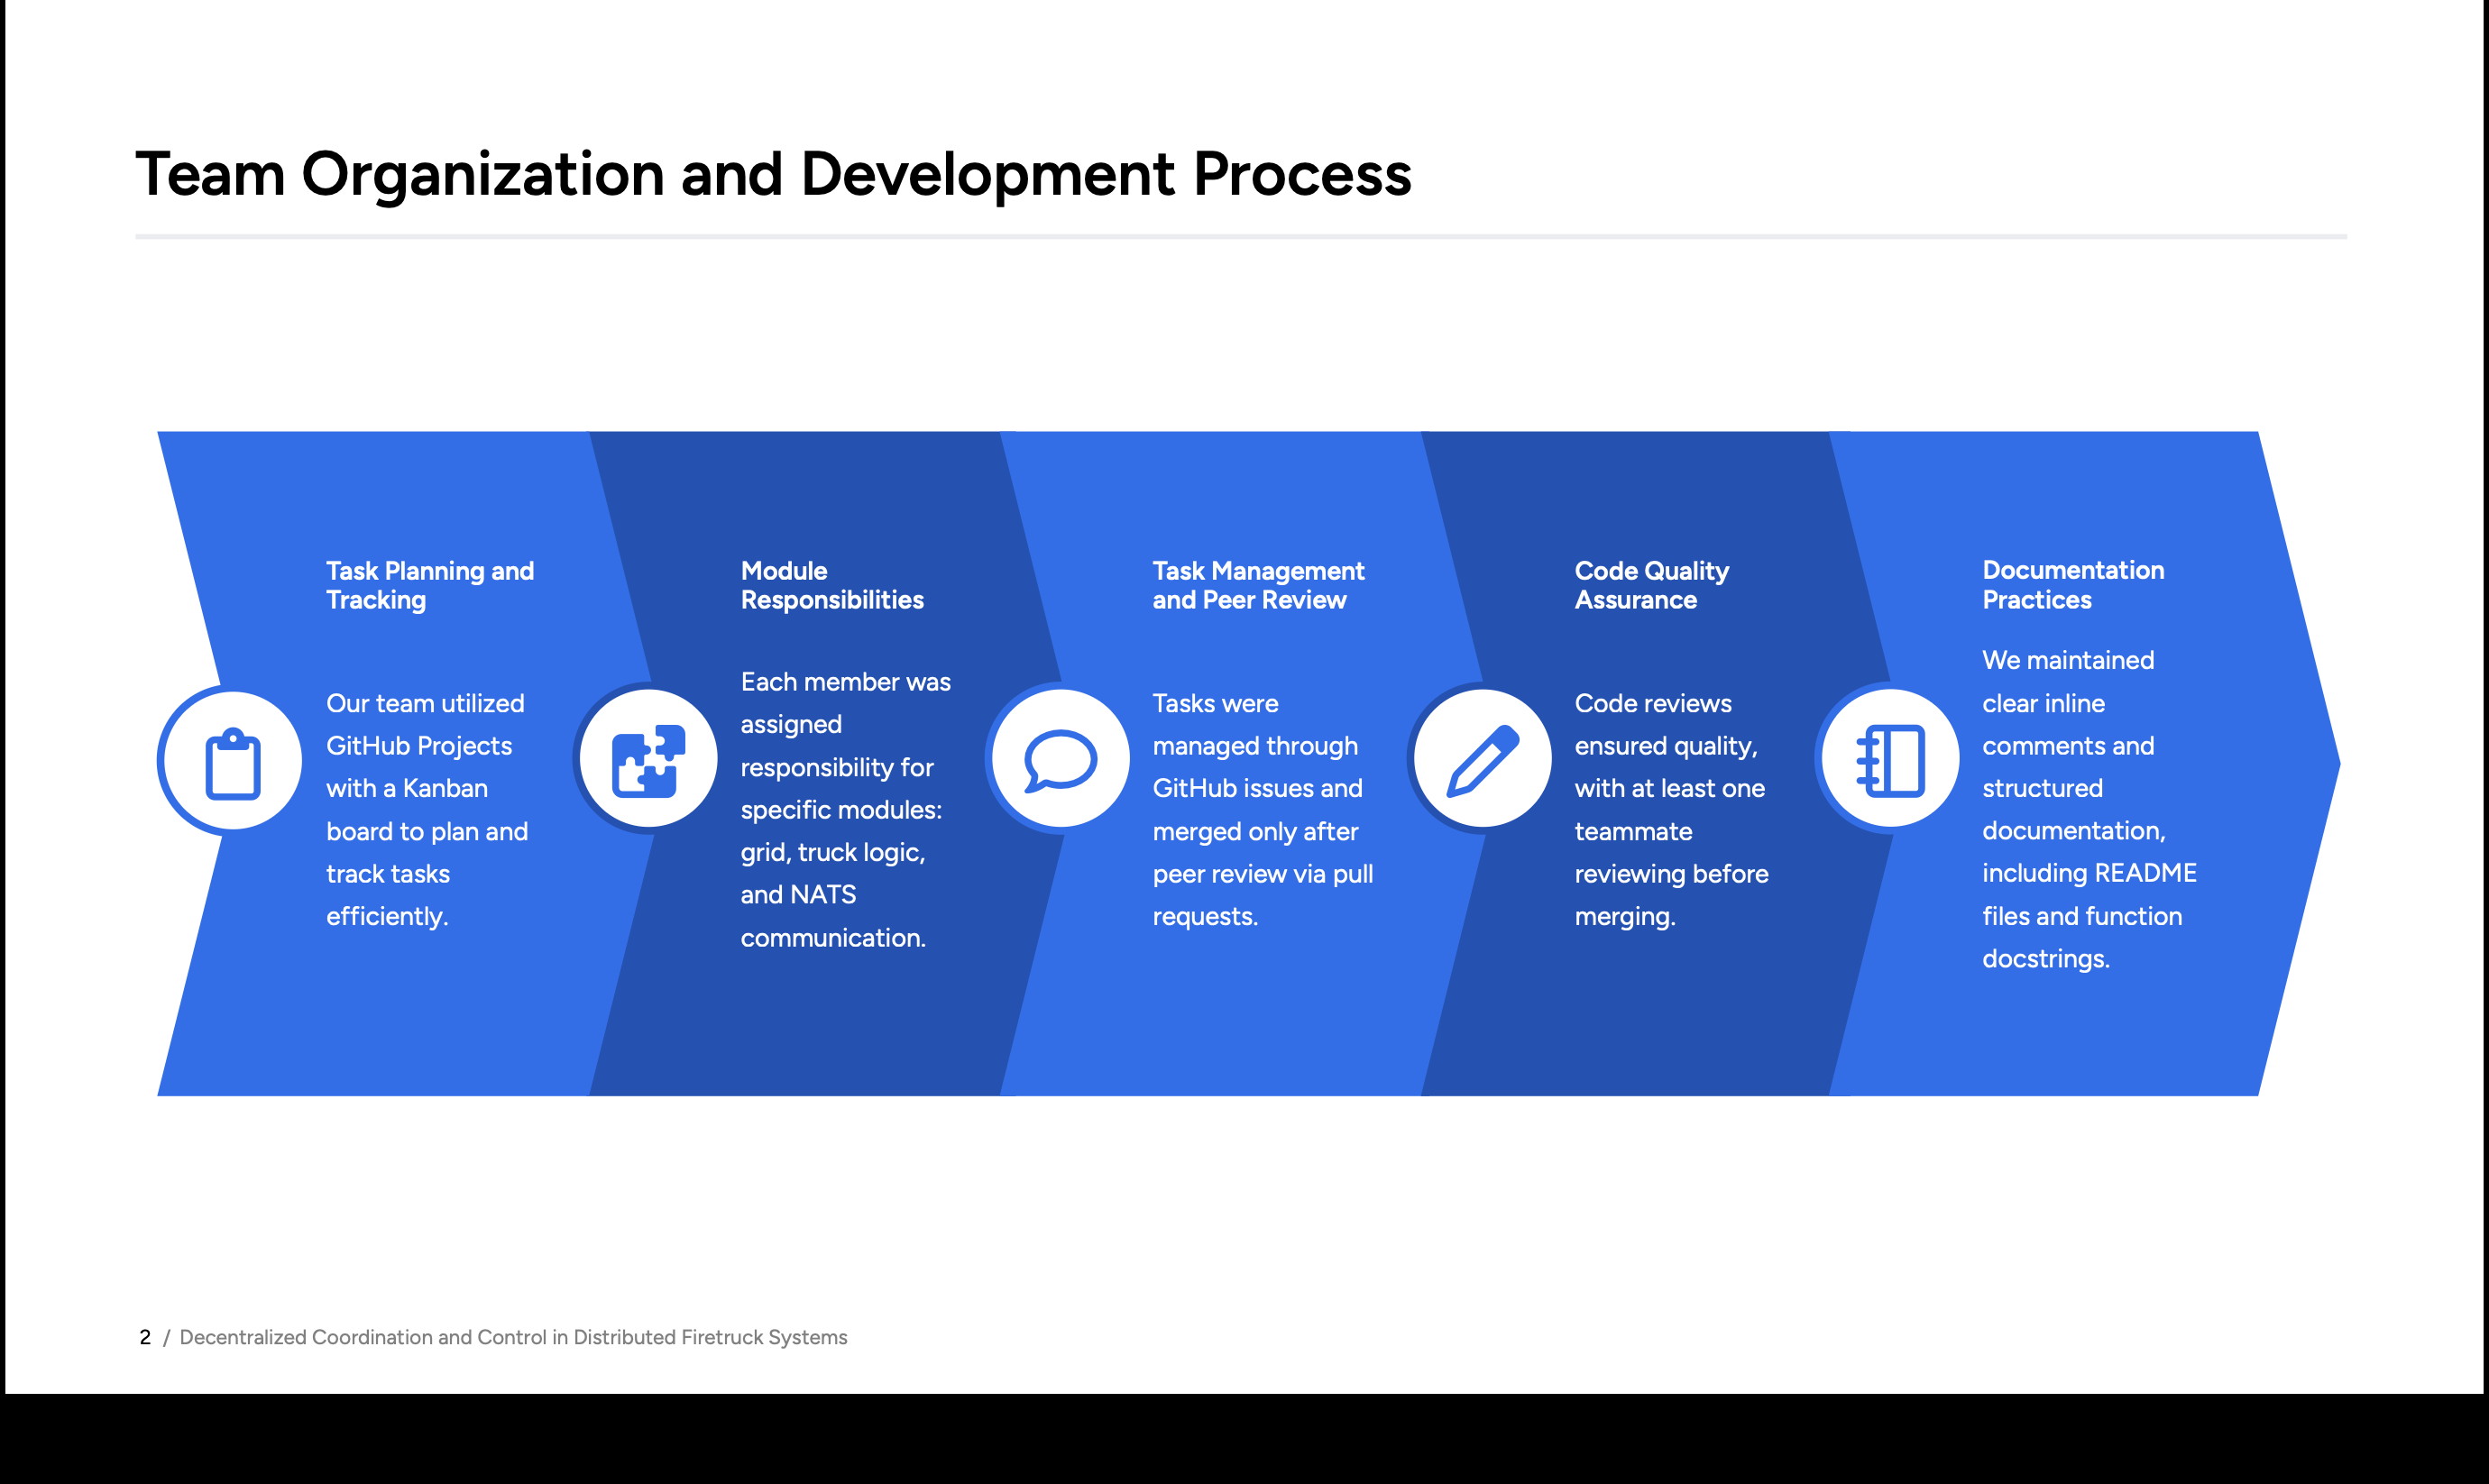 Team Organization and Development Process
Task Planning and
Tracking
Our team utilized
GitHub Projects
with a Kanban
board to plan and
track tasks
efficiently.
Module
Responsibilities
Each member was
assigned
responsibility for
specific modules:
grid, truck logic,
and NATS
communication.
Task Management
and Peer Review
Tasks were
managed through
GitHub issues and
merged only after
peer review via pull
requests.
Code Quality
Assurance
Code reviews
ensured quality,
with at least one
teammate
reviewing before
merging.
Documentation
Practices
We maintained
clear inline
comments and
structured
documentation,
including README
files and function
docstrings.
2 / Decentralized Coordination and Control in Distributed Firetruck Systems